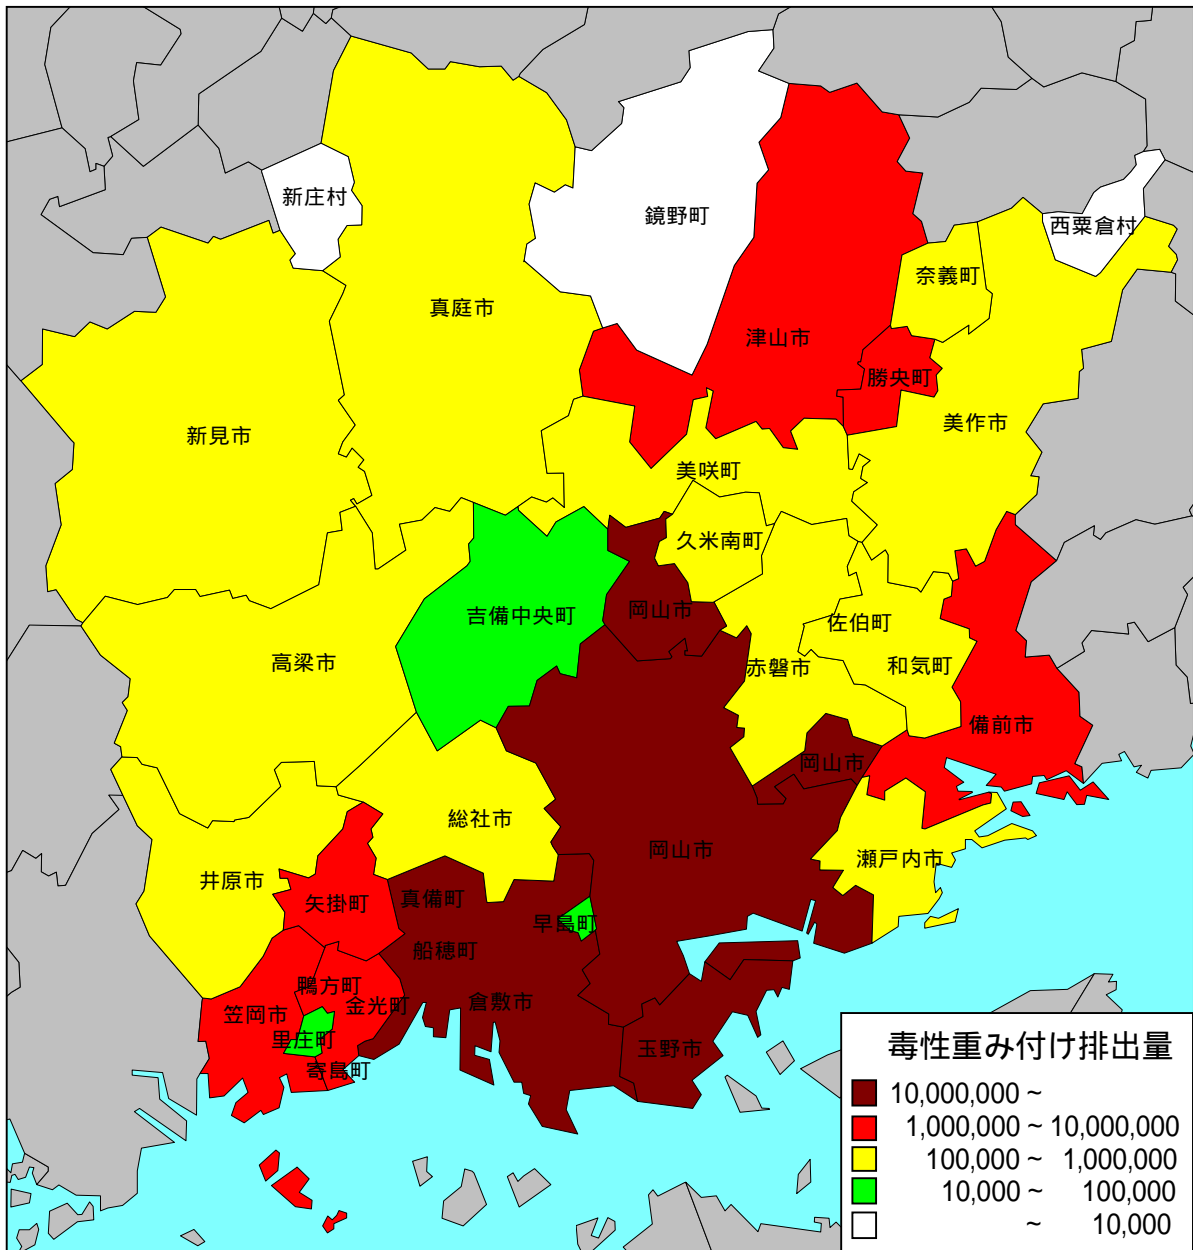 新庄村
鏡野町
西粟倉村
奈義町
真庭市
津山市
勝央町
美作市
新見市
美咲町
久米南町
岡山市
吉備中央町
佐伯町
高梁市
赤磐市
和気町
備前市
岡山市
総社市
岡山市
瀬戸内市
井原市
矢掛町
真備町
早島町
船穂町
鴨方町
金光町
倉敷市
笠岡市
里庄町
玉野市
寄島町
毒性重み付け排出量
10,000,000 ~
1,000,000 ~ 10,000,000
100,000 ~ 1,000,000
10,000 ~ 100,000
~ 10,000